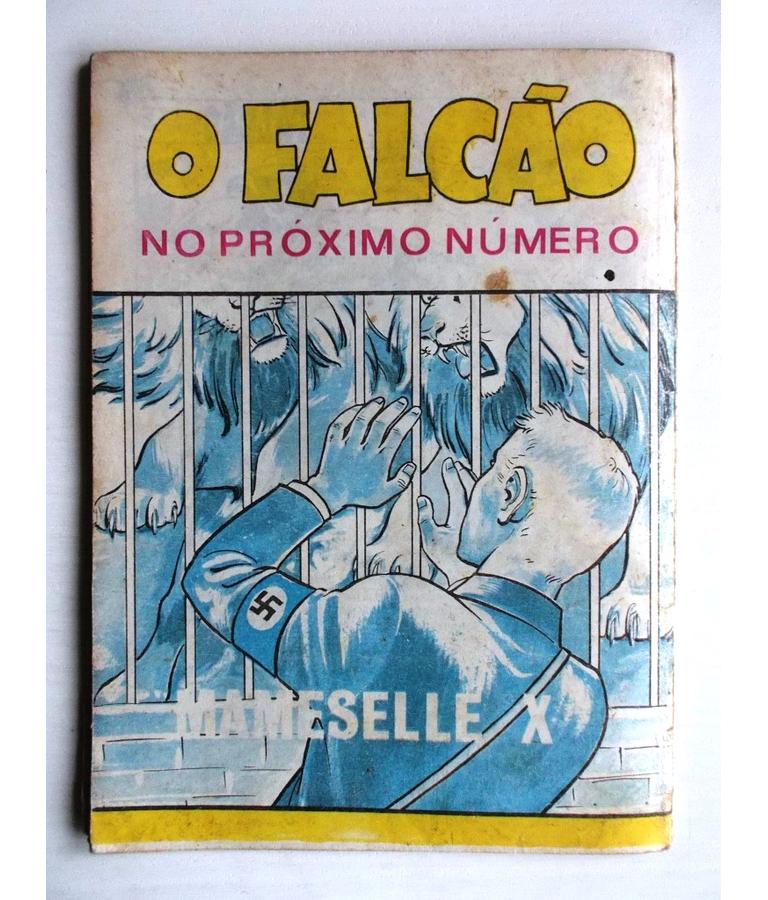 O FALCÃO
NO PRÓXIMO NÚMERO
MAMESELLE X